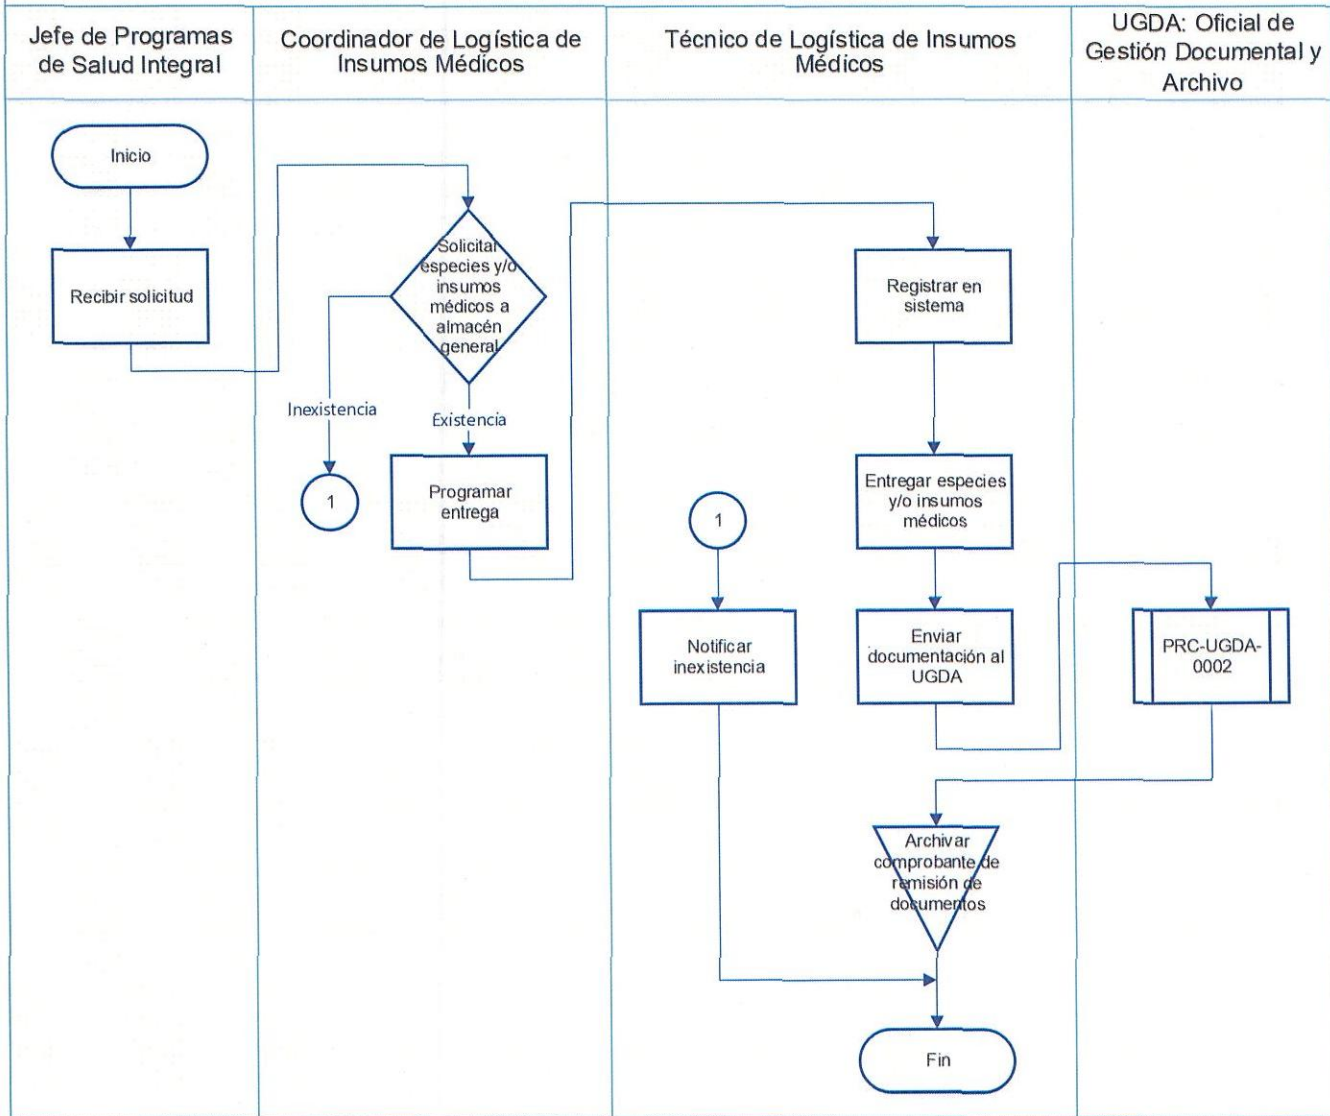 Jefe de Programas
de Salud Integral
Coordinador de Logística de
Insumos Médicos
Técnico de Logística de Insumos
Médicos
UGDA: Oficial de
Gestión Documental y
Archivo
Inicio
Recibir solicitud
Solicitar
especies y/o
insumos
médicos a
almacén
general
Inexistencia
Existencia
1
Programar
entrega
Registrar en
sistema
Entregar especies
y/o insumos
médicos
1
Notificar
inexistencia
Enviar
documentación al
UGDA
PRC-UGDA-
0002
Archivar
comprobante de
remisión de
documentos
Fin